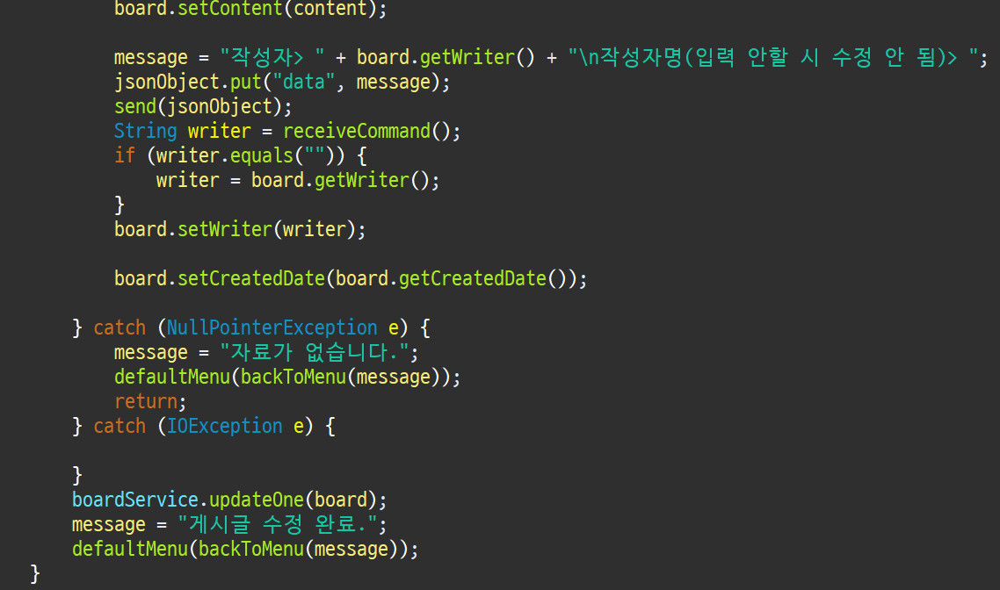 board.setContent(content);
message = "작성자> " + board.getWriter() + "\n작성자명(입력 안할 시 수정 안 됨)> ";
jsonObject.put("data", message);
send(jsonObject);
String writer = receiveCommand();
if (writer.equals("")) {
writer = board.getWriter();
}
board.setWriter(writer);
board.setCreatedDate(board.getCreatedDate());
} catch (NullPointerException e) {
message = "자료가 없습니다.";
defaultMenu(backToMenu(message));
return;
} catch (IOException e) {
}
boardService.updateOne(board);
message = "게시글 수정 완료.";
defaultMenu(backToMenu(message));
}